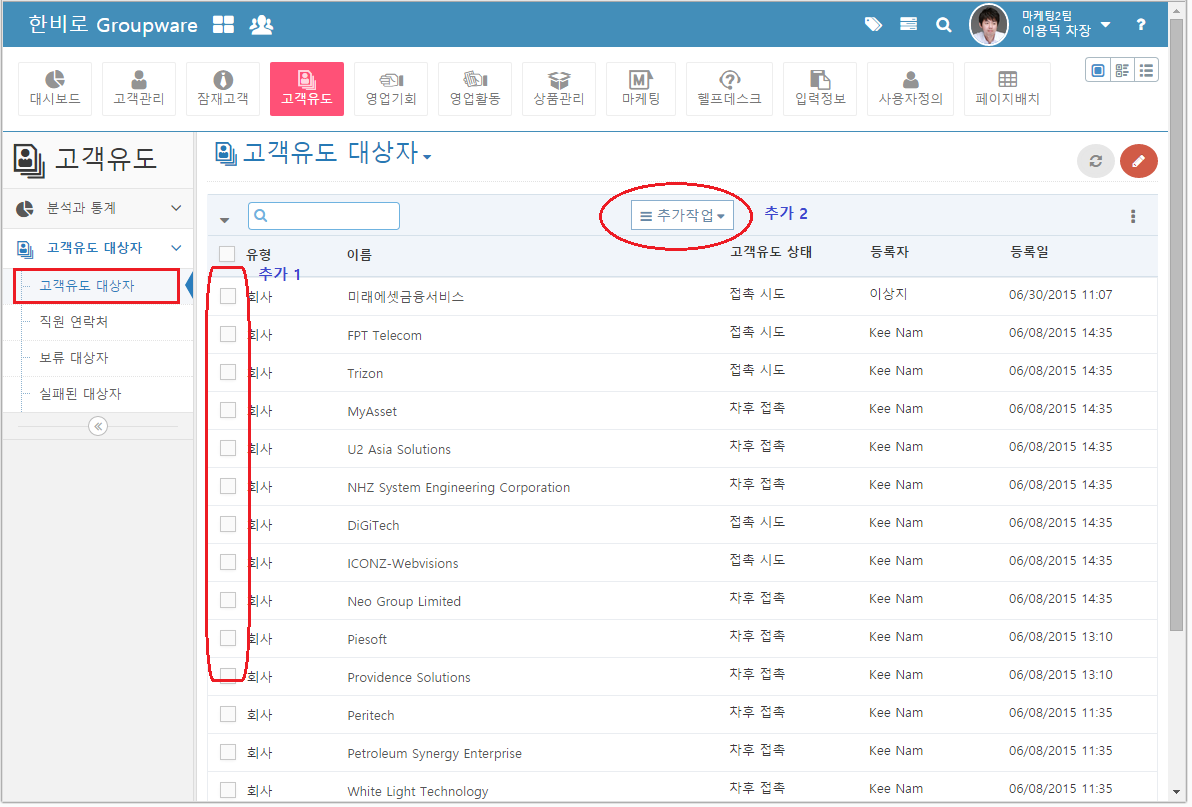 한비로 Groupware
마케팅2팀
이용덕 차장
?
대시보드 고객관리 잠재고객 고객유도 영업기회 영업활동 상품관리 마케팅 헬프데스크 입력정보 사용자정의 페이지배치
고객유도
분석과 통계
고객유도 대상자
고객유도 대상자
직원 연락처
보류 대상자
실패된 대상자
고객유도 대상자
추가작업
추가 2
유형 이름 고객유도 상태 등록자 등록일
추가 1
회사 미래에셋금융서비스 접촉 시도 이상지 06/30/2015 11:07
회사 FPT Telecom 접촉 시도 Kee Nam 06/08/2015 14:35
회사 Trizon 접촉 시도 Kee Nam 06/08/2015 14:35
회사 MyAsset 차후 접촉 Kee Nam 06/08/2015 14:35
회사 U2 Asia Solutions 차후 접촉 Kee Nam 06/08/2015 14:35
회사 NHZ System Engineering Corporation 차후 접촉 Kee Nam 06/08/2015 14:35
회사 DiGiTech 접촉 시도 Kee Nam 06/08/2015 14:35
회사 ICONZ-Webvisions 접촉 시도 Kee Nam 06/08/2015 14:35
회사 Neo Group Limited 차후 접촉 Kee Nam 06/08/2015 14:35
회사 Piesoft 차후 접촉 Kee Nam 06/08/2015 13:10
회사 Providence Solutions 차후 접촉 Kee Nam 06/08/2015 13:10
회사 Peritech 차후 접촉 Kee Nam 06/08/2015 11:35
회사 Petroleum Synergy Enterprise 차후 접촉 Kee Nam 06/08/2015 11:35
회사 White Light Technology 차후 접촉 Kee Nam 06/08/2015 11:35